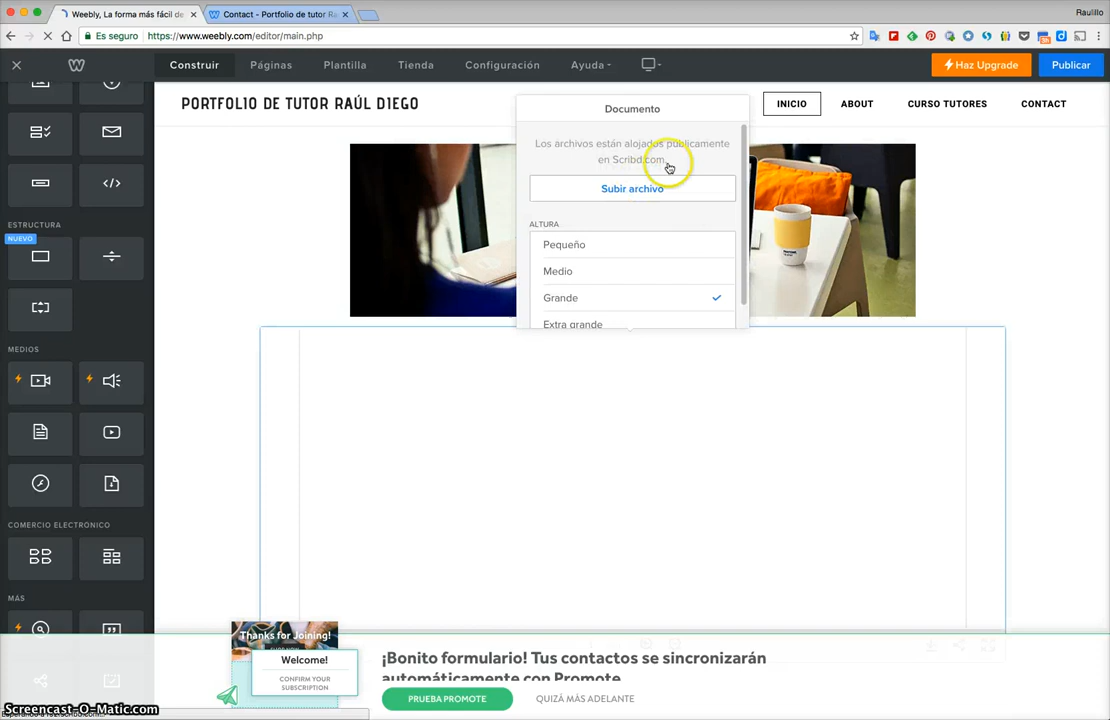 Weebly, La forma más fácil de
Contact - Portfolio de tutor Ra
Raulillo
Es seguro
https://www.weebly.com/editor/main.php
Construir
Páginas
Plantilla
Tienda
Configuración
Ayuda
Haz Upgrade
Publicar
PORTFOLIO DE TUTOR RAÚL DIEGO
INICIO
ABOUT
CURSO TUTORES
CONTACT
Documento
Los archivos están alojados públicamente
en Scribd.com.
Subir archivo
ALTURA
Pequeño
Medio
Grande
Extra grande
ESTRUCTURA
NUEVO
MEDIOS
COMERCIO ELECTRÓNICO
MÁS
Thanks for Joining!
Welcome!
CONFIRM YOUR
SUBSCRIPTION
¡Bonito formulario! Tus contactos se sincronizarán
automáticamente con Promote
PRUEBA PROMOTE
QUIZÁ MÁS ADELANTE
Screencast-O-Matic.com